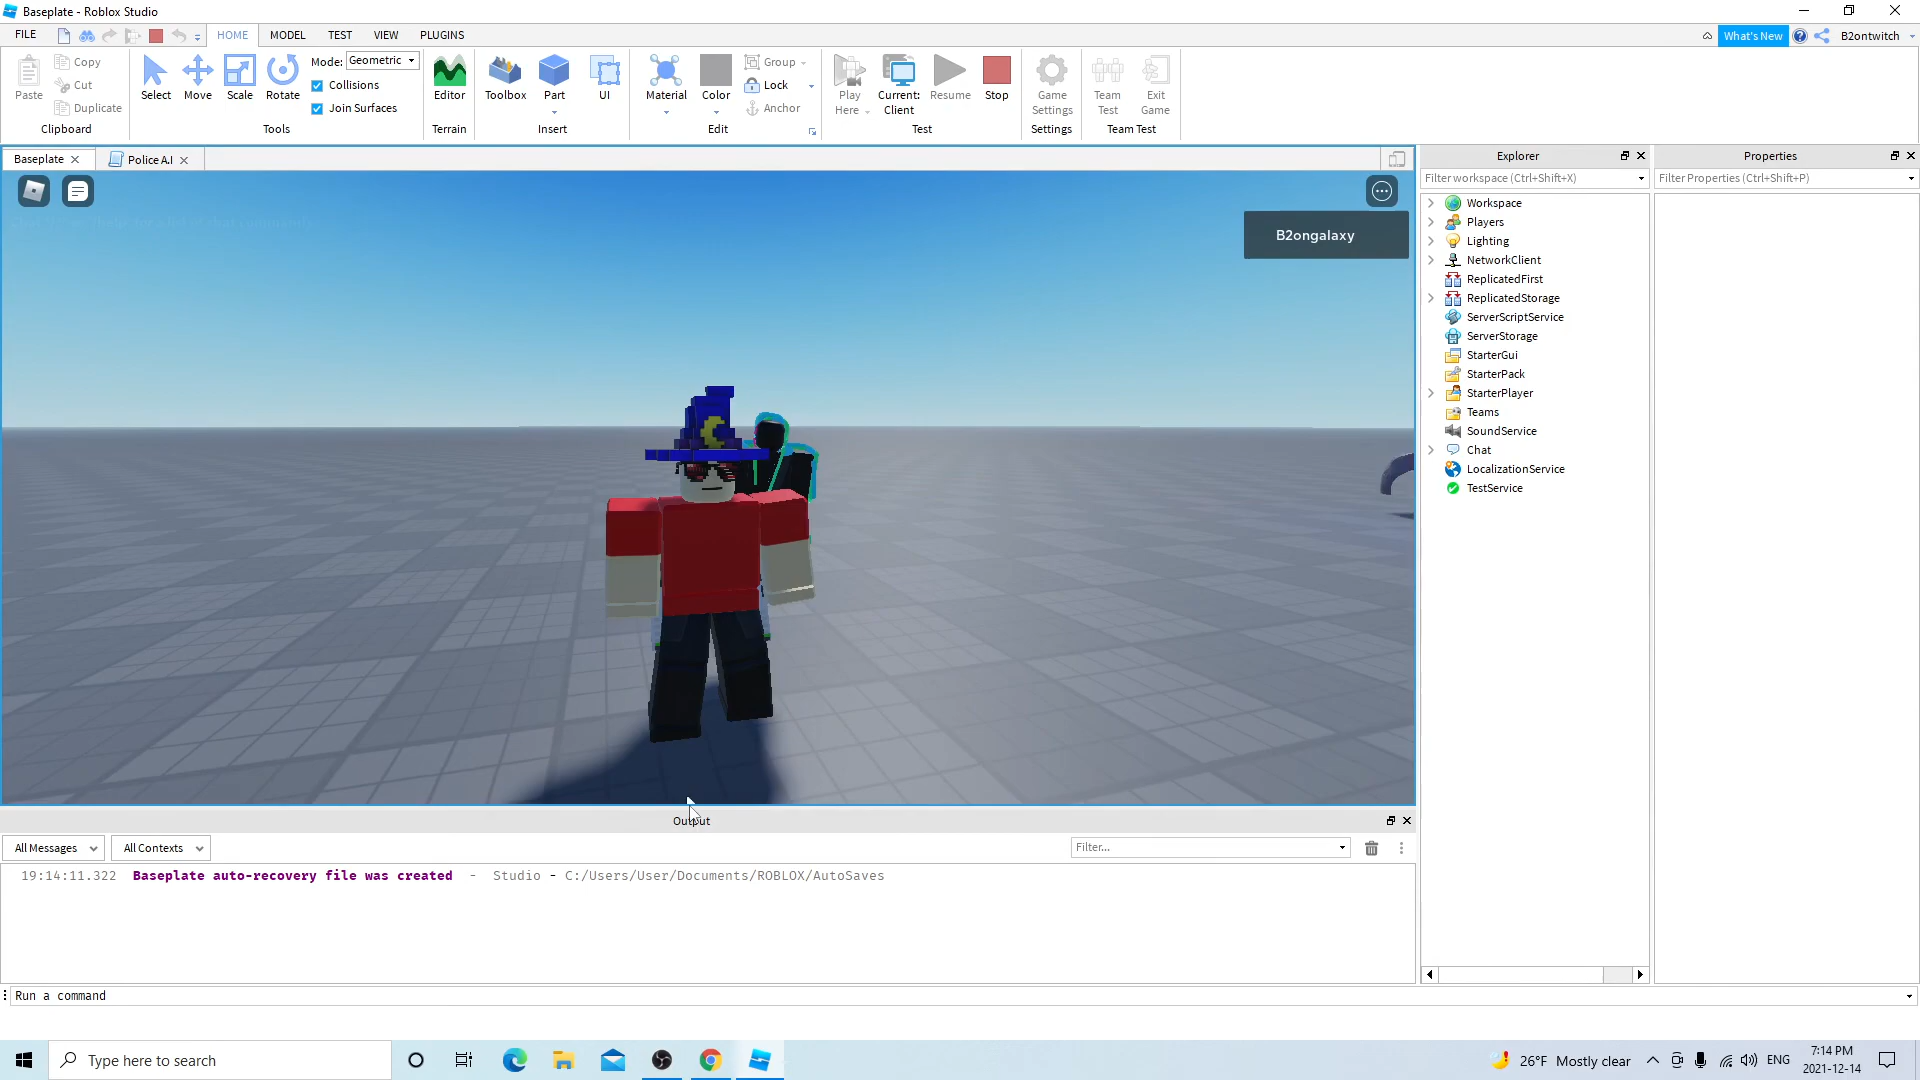 Baseplate - Roblox Studio
FILE HOME MODEL TEST VIEW PLUGINS What's New B2ontwitch
Paste Copy Cut Duplicate
Clipboard
Select Move Scale Rotate
Mode: Geometric
Collisions
Join Surfaces
Tools
Editor
Terrain
Toolbox Part UI
Insert
Material Color Group Lock Anchor
Edit
Play Here Current: Client Resume Stop
Test
Game Settings
Settings
Team Test Exit Game
Team Test
Baseplate Police A.I
B2ongalaxy
Explorer
Filter workspace (Ctrl+Shift+X)
Workspace
Players
Lighting
NetworkClient
ReplicatedFirst
ReplicatedStorage
ServerScriptService
ServerStorage
StarterGui
StarterPack
StarterPlayer
Teams
SoundService
Chat
LocalizationService
TestService
Properties
Filter Properties (Ctrl+Shift+P)
Output
All Messages All Contexts Filter...
19:14:11.322 Baseplate auto-recovery file was created - Studio - C:/Users/User/Documents/ROBLOX/AutoSaves
Run a command
Type here to search
26°F Mostly clear ENG 7:14 PM
2021-12-14